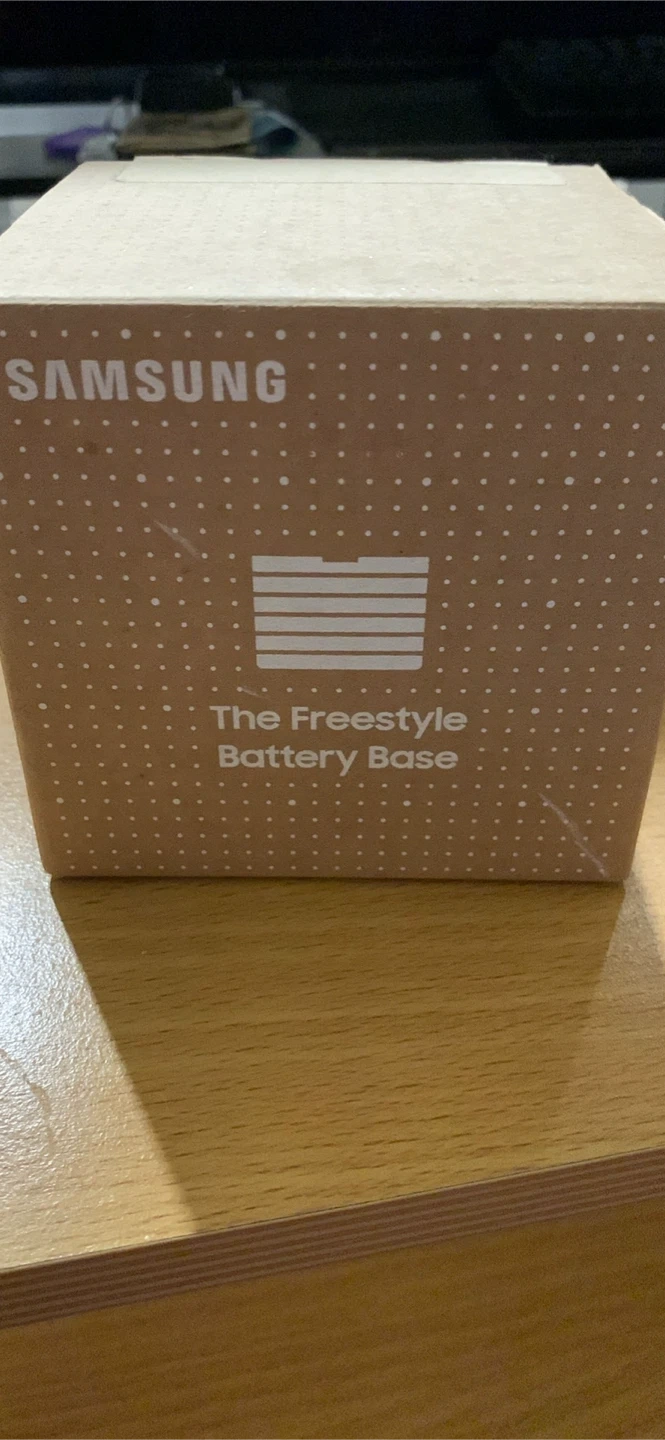 SAMSUNG
The Freestyle
Battery Base